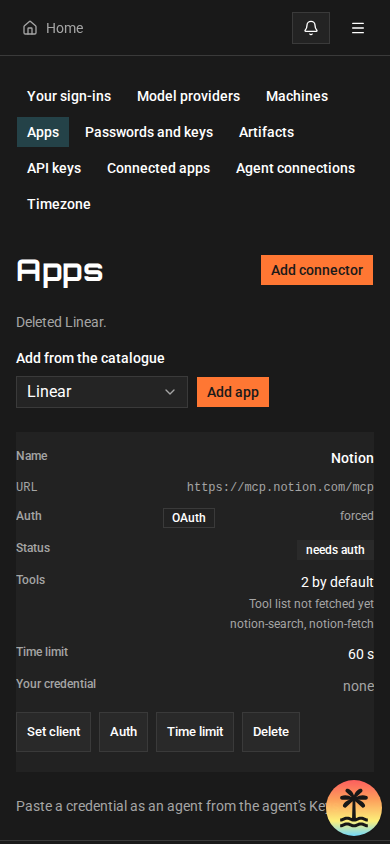 Home
Your sign-ins Model providers Machines
Apps Passwords and keys Artifacts
API keys Connected apps Agent connections
Timezone
Apps Add connector
Deleted Linear.
Add from the catalogue
Linear Add app
Name Notion
URL https://mcp.notion.com/mcp
Auth OAuth forced
Status needs auth
Tools 2 by default
Tool list not fetched yet
notion-search, notion-fetch
Time limit 60 s
Your credential none
Set client Auth Time limit Delete
Paste a credential as an agent from the agent's